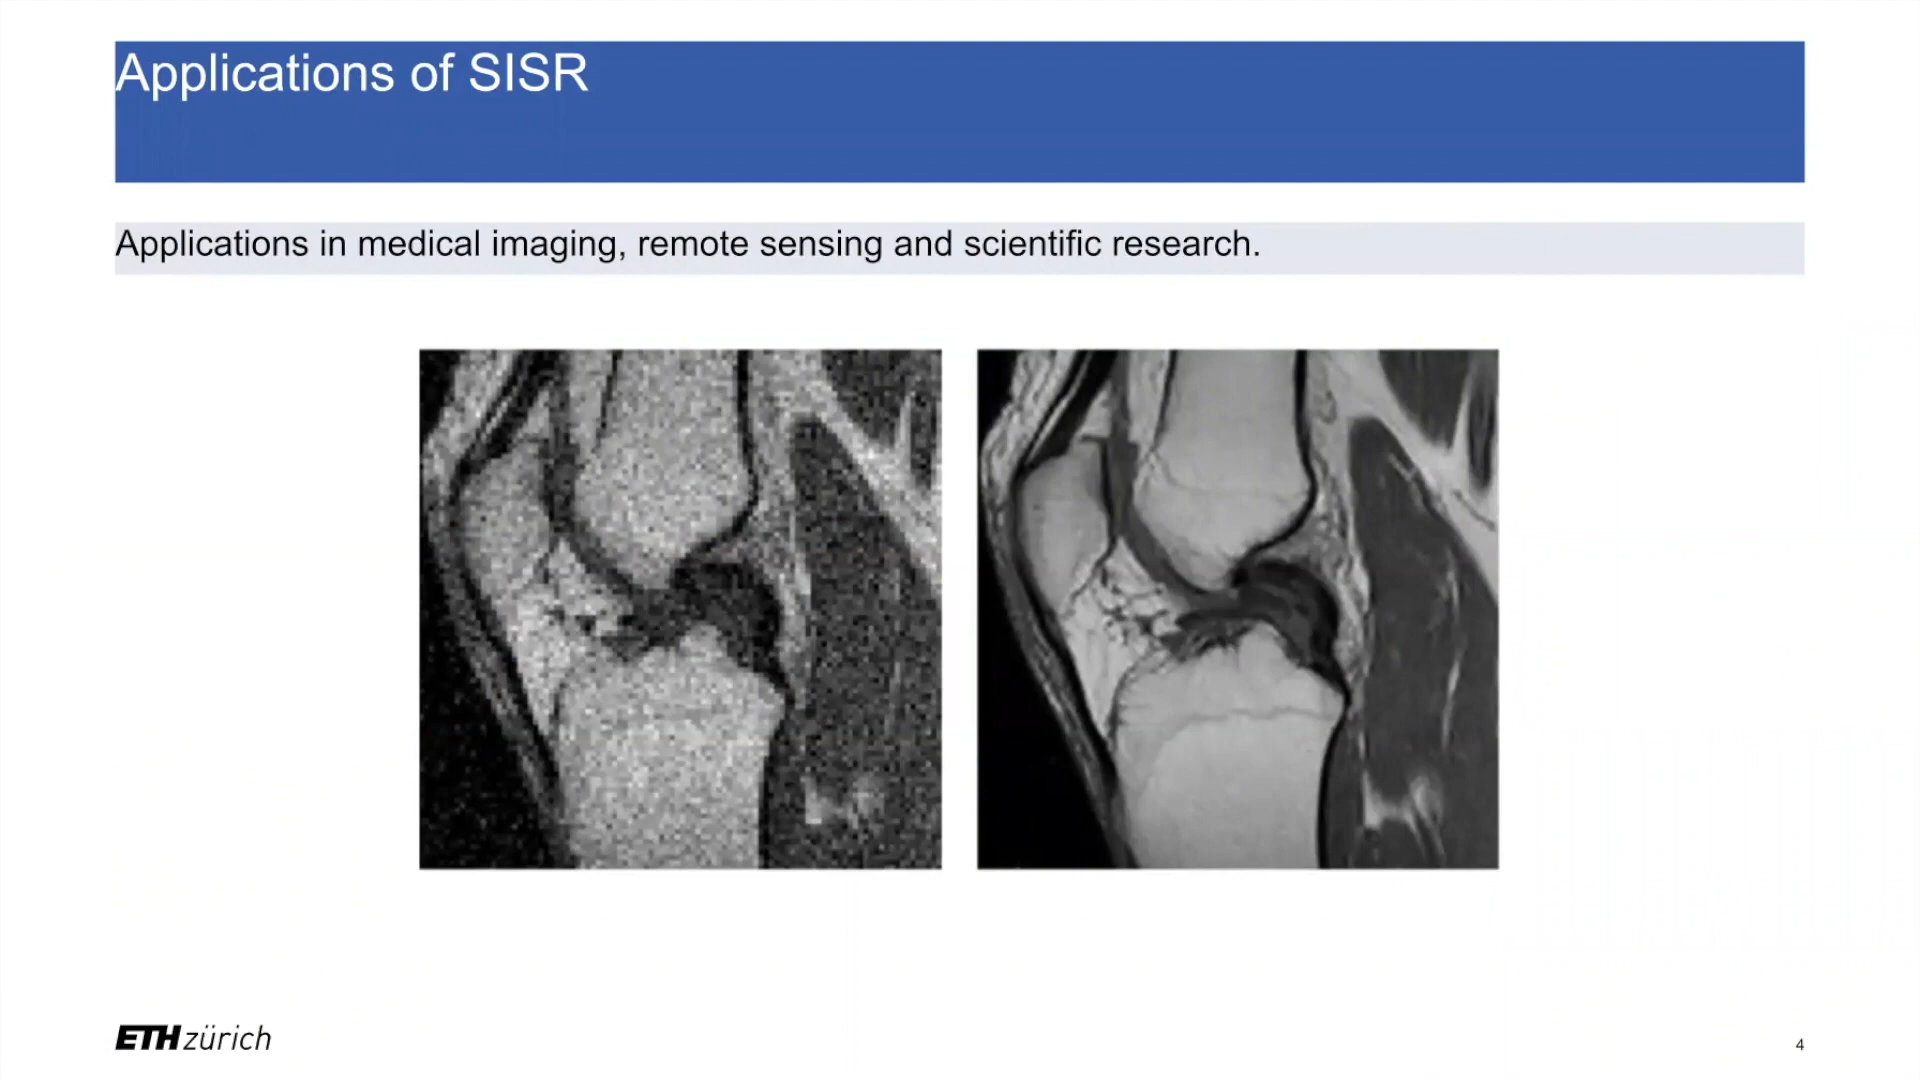 Applications of SISR
Applications in medical imaging, remote sensing and scientific research.
ETH zürich
4